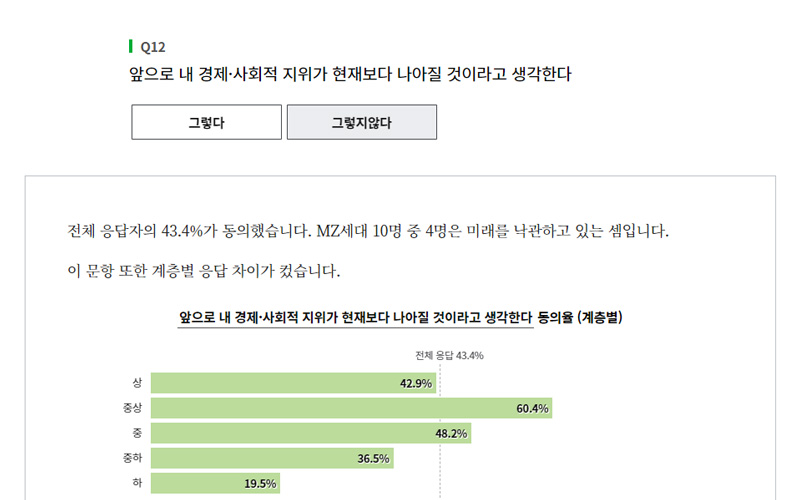 Q12
앞으로 내 경제·사회적 지위가 현재보다 나아질 것이라고 생각한다
그렇다 그렇지않다
전체 응답자의 43.4%가 동의했습니다. MZ세대 10명 중 4명은 미래를 낙관하고 있는 셈입니다.
이 문항 또한 계층별 응답 차이가 컸습니다.
앞으로 내 경제·사회적 지위가 현재보다 나아질 것이라고 생각한다 동의율 (계층별)
전체 응답 43.4%
상 42.9%
중상 60.4%
중 48.2%
중하 36.5%
하 19.5%